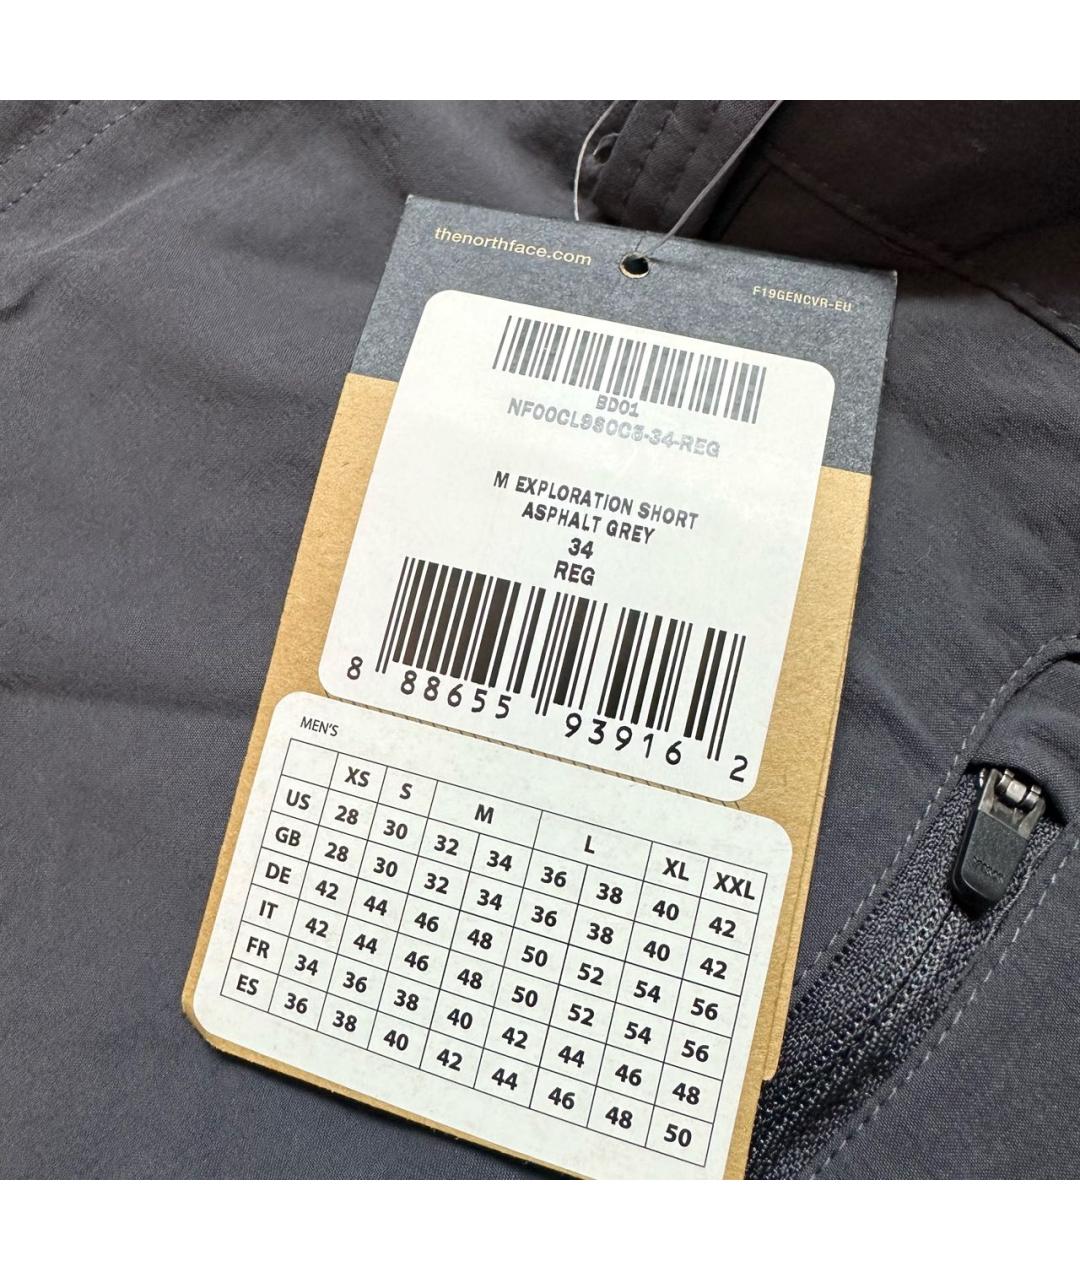 thenorthface.com
F19GENCVR-EU
BD01
NF00CL9S0C5-34-REG
M EXPLORATION SHORT
ASPHALT GREY
34
REG
8 88655 93916 2
MEN'S
XS S M L XL XXL
US 28 30 32 34 36 38 40 42
GB 28 30 32 34 36 38 40 42
DE 42 44 46 48 50 52 54 56
IT 42 44 46 48 50 52 54 56
FR 34 36 38 40 42 44 46 48
ES 36 38 40 42 44 46 48 50